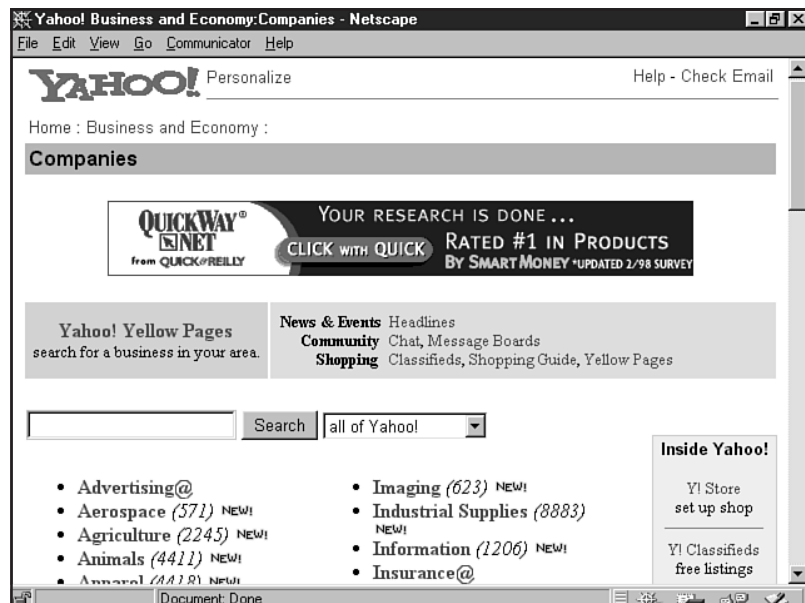 Yahoo! Business and Economy:Companies - Netscape
File Edit View Go Communicator Help
YAHOO! Personalize
Help - Check Email
Home : Business and Economy :
Companies
QUICKWAY® NET from QUICK & REILLY
YOUR RESEARCH IS DONE ...
CLICK WITH QUICK
RATED #1 IN PRODUCTS
BY SMARTMONEY *UPDATED 2/98 SURVEY
Yahoo! Yellow Pages
search for a business in your area.
News & Events Headlines
Community Chat, Message Boards
Shopping Classifieds, Shopping Guide, Yellow Pages
Search all of Yahoo!
Advertising@
Aerospace (571) NEW!
Agriculture (2245) NEW!
Animals (4411) NEW!
Apparel (4418) NEW!
Imaging (623) NEW!
Industrial Supplies (8883)
NEW!
Information (1206) NEW!
Insurance@
Inside Yahoo!
Y! Store
set up shop
Y! Classifieds
free listings
Document: Done